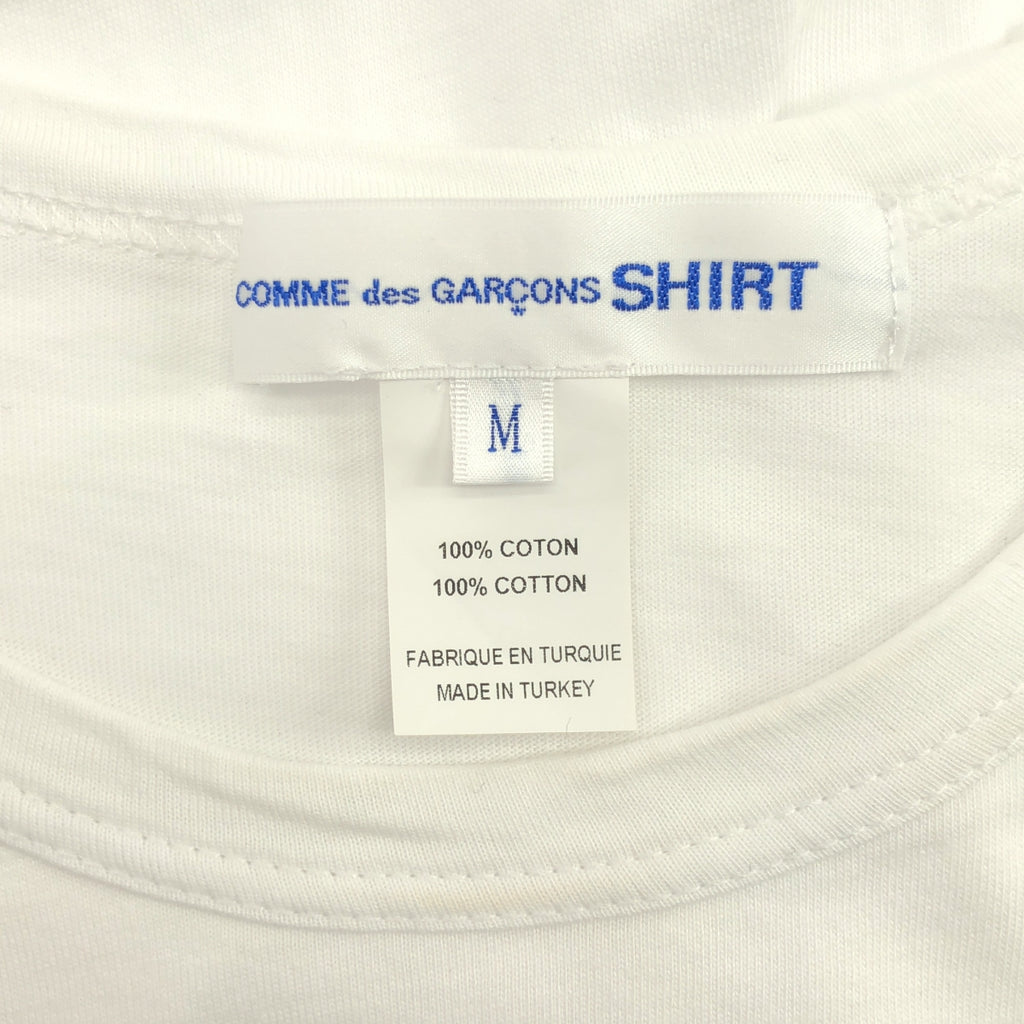 COMME des GARÇONS SHIRT
M
100% COTON
100% COTTON
FABRIQUE EN TURQUIE
MADE IN TURKEY